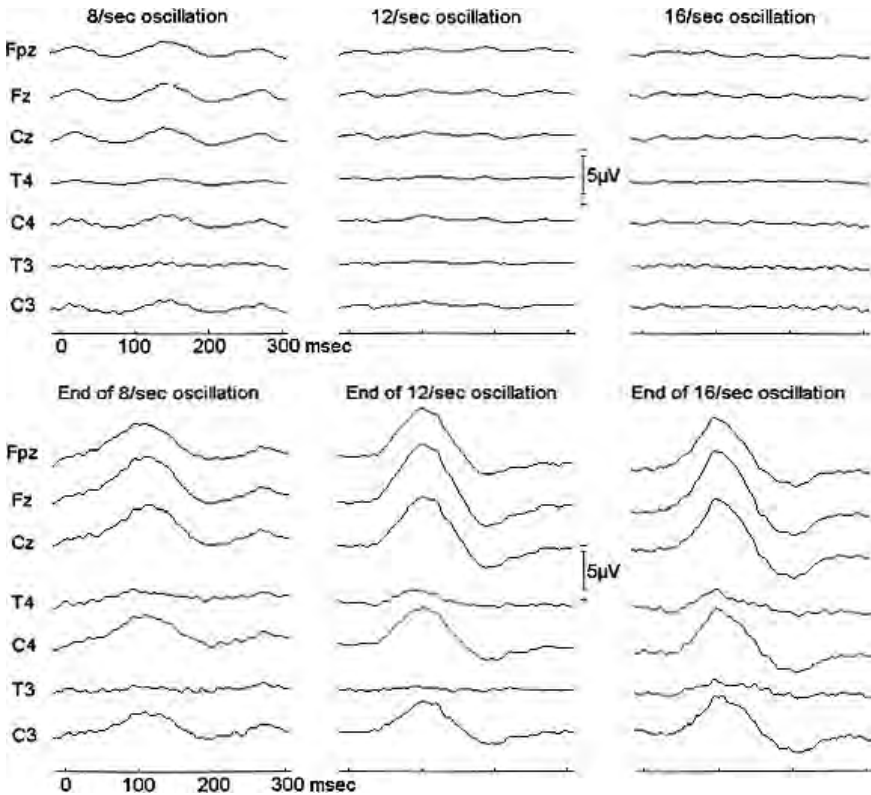 8/sec oscillation 12/sec oscillation 16/sec oscillation
Fpz
Fz
Cz
T4
5µV
C4
T3
C3
0 100 200 300 msec
End of 8/sec oscillation End of 12/sec oscillation End of 16/sec oscillation
Fpz
Fz
Cz
5µV
T4
C4
T3
C3
0 100 200 300 msec